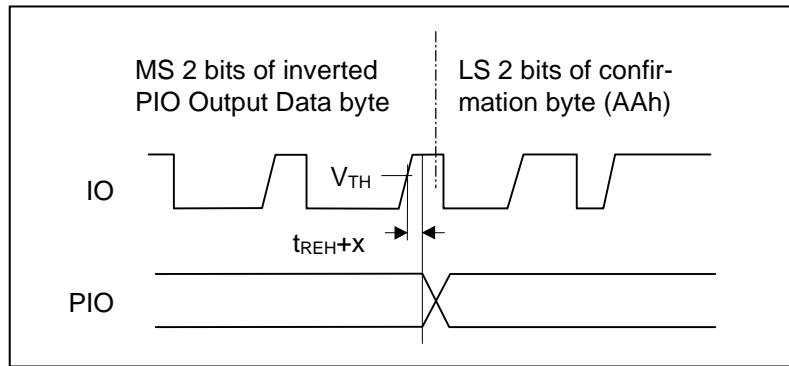 MS 2 bits of inverted
PIO Output Data byte
LS 2 bits of confir-
mation byte (AAh)
IO
VTH
tREH+x
PIO